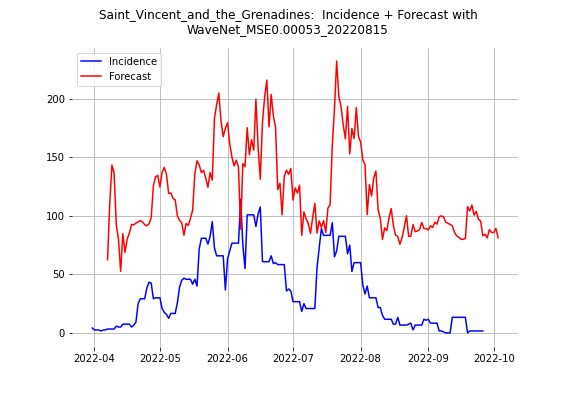 Saint_Vincent_and_the_Grenadines:  Incidence + Forecast with
WaveNet_MSE0.00053_20220815
Incidence
Forecast
200
150
100
50
0
2022-04 2022-05 2022-06 2022-07 2022-08 2022-09 2022-10